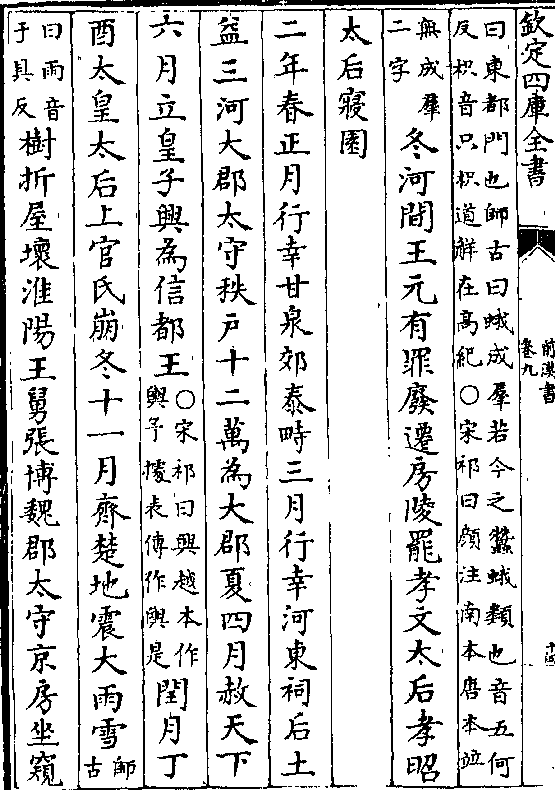 欽定四庫全書
前漢書
卷九
十四
曰東都門也師古曰蛾成羣若今之蠶蛾類也音五何
反枳音只枳道觧在髙紀○宋祁曰顔注南本唐本竝
無成羣
二字
冬河間王元有罪廢遷房陵罷孝文太后孝昭
太后寢園
二年春正月行幸甘泉郊泰畤三月行幸河東祠后土
益三河大郡太守秩户十二萬為大郡夏四月赦天下
六月立皇子興為信都王
○宋祁曰興越本作
輿予據表傳作輿是
閏月丁
酉太皇太后上官氏崩冬十一月齊楚地震大雨雪
師
古
曰雨音
于具反
樹折屋壞淮陽王舅張博魏郡太守京房坐窺